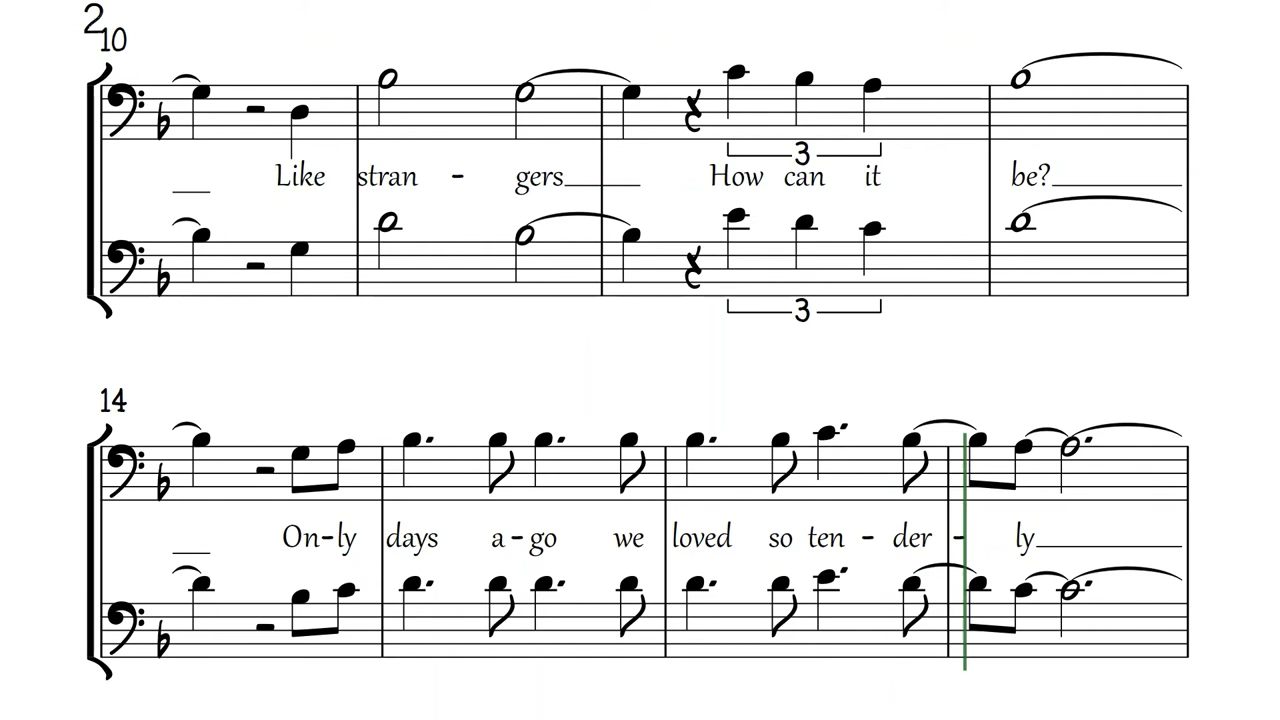 2
10
Like stran - gers How can it be?
3
3
14
On-ly days a-go we loved so ten - der - ly